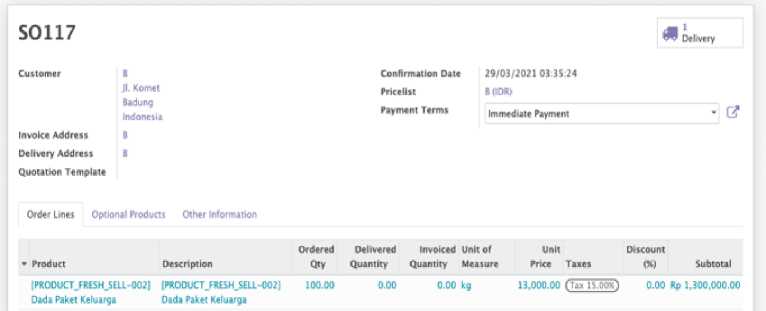 SO117
1
Delivery
Customer B
Jl. Komet
Badung
Indonesia
Invoice Address B
Delivery Address B
Quotation Template
Confirmation Date 29/03/2021 03:35:24
Pricelist B (IDR)
Payment Terms Immediate Payment
Order Lines Optional Products Other Information
Product Description Ordered Qty Delivered Quantity Invoiced Quantity Unit of Measure Unit Price Taxes Discount (%) Subtotal
[PRODUCT_FRESH_SELL-002] [PRODUCT_FRESH_SELL-002] 100.00 0.00 0.00 kg 13,000.00 Tax 15.00% 0.00 Rp 1,300,000.00
Dada Paket Keluarga Dada Paket Keluarga